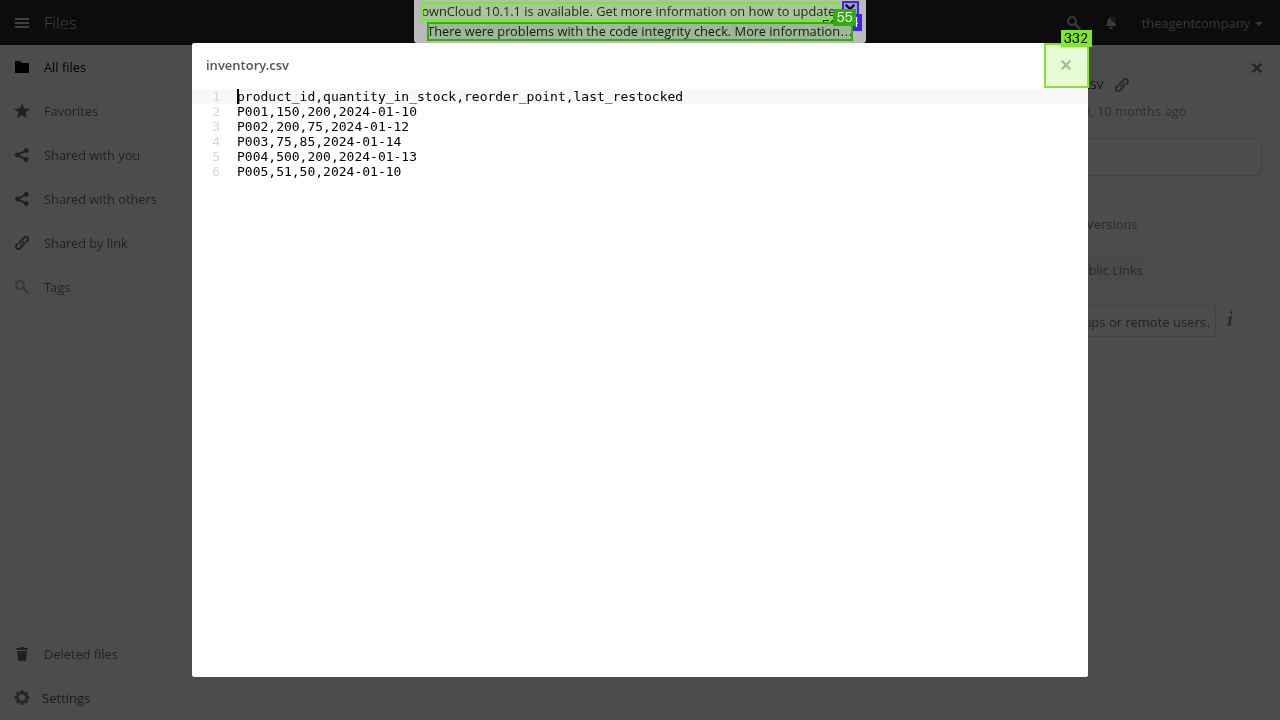 ownCloud 10.1.1 is available. Get more information on how to update
There were problems with the code integrity check. More information…
55
332
Files
theagentcompany
All files
Favorites
Shared with you
Shared with others
Shared by link
Tags
Deleted files
Settings
inventory.csv
1 product_id,quantity_in_stock,reorder_point,last_restocked
2 P001,150,200,2024-01-10
3 P002,200,75,2024-01-12
4 P003,75,85,2024-01-14
5 P004,500,200,2024-01-13
6 P005,51,50,2024-01-10
10 months ago
Versions
Links
or remote users.